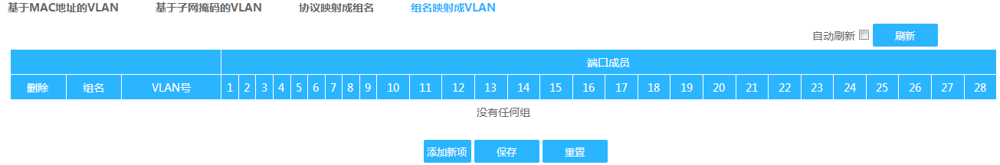 基于MAC地址的VLAN 基于子网掩码的VLAN 协议映射成组名 组名映射成VLAN
自动刷新 刷新
端口成员
删除 组名 VLAN号 1 2 3 4 5 6 7 8 9 10 11 12 13 14 15 16 17 18 19 20 21 22 23 24 25 26 27 28
没有任何组
添加新项 保存 重置